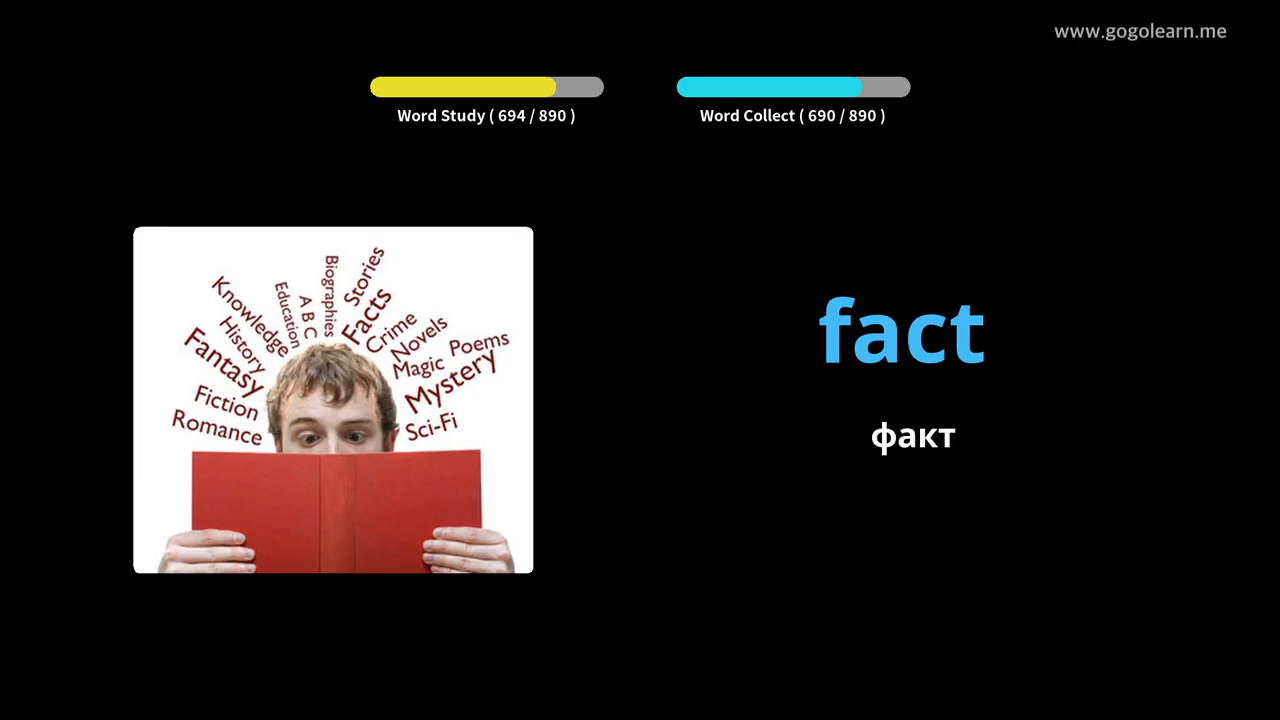 www.gogolearn.me
Word Study ( 694 / 890 )
Word Collect ( 690 / 890 )
Romance
Fiction
Fantasy
History
Knowledge
Education
A B C
Biographies
Stories
Facts
Crime
Novels
Magic
Poems
Mystery
Sci-Fi
fact
факт